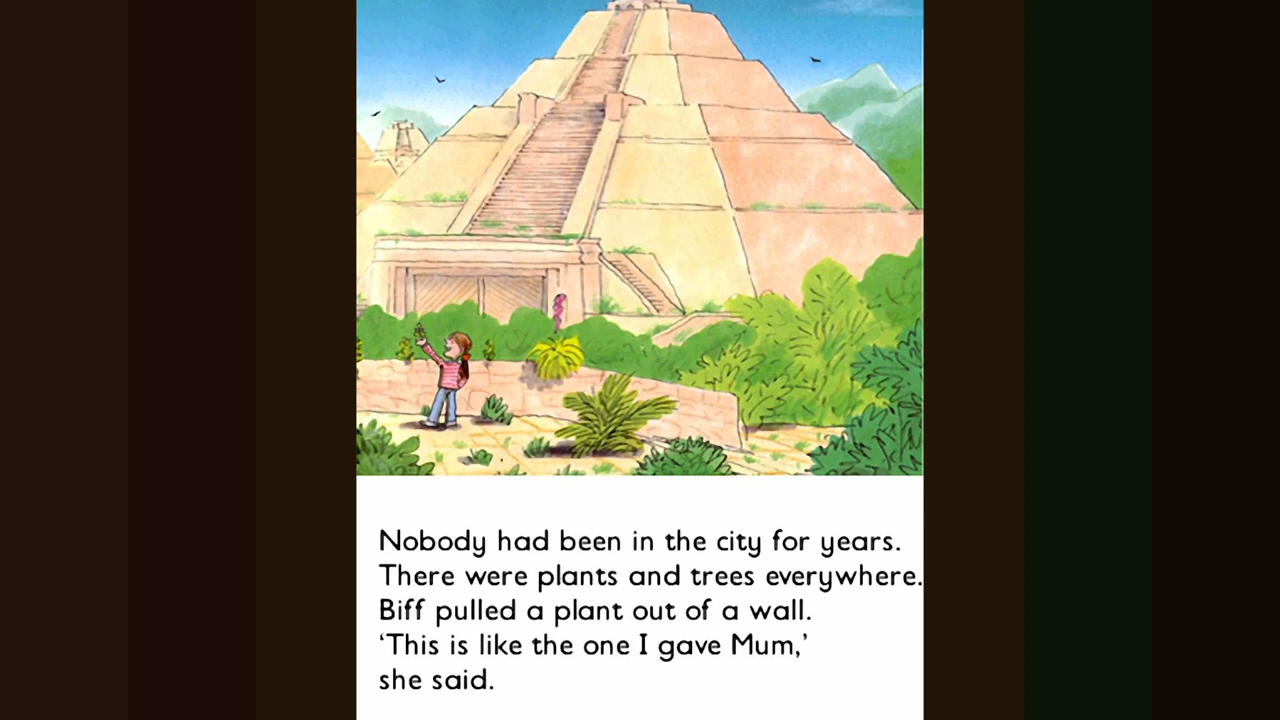 Nobody had been in the city for years.
There were plants and trees everywhere.
Biff pulled a plant out of a wall.
‘This is like the one I gave Mum,’
she said.